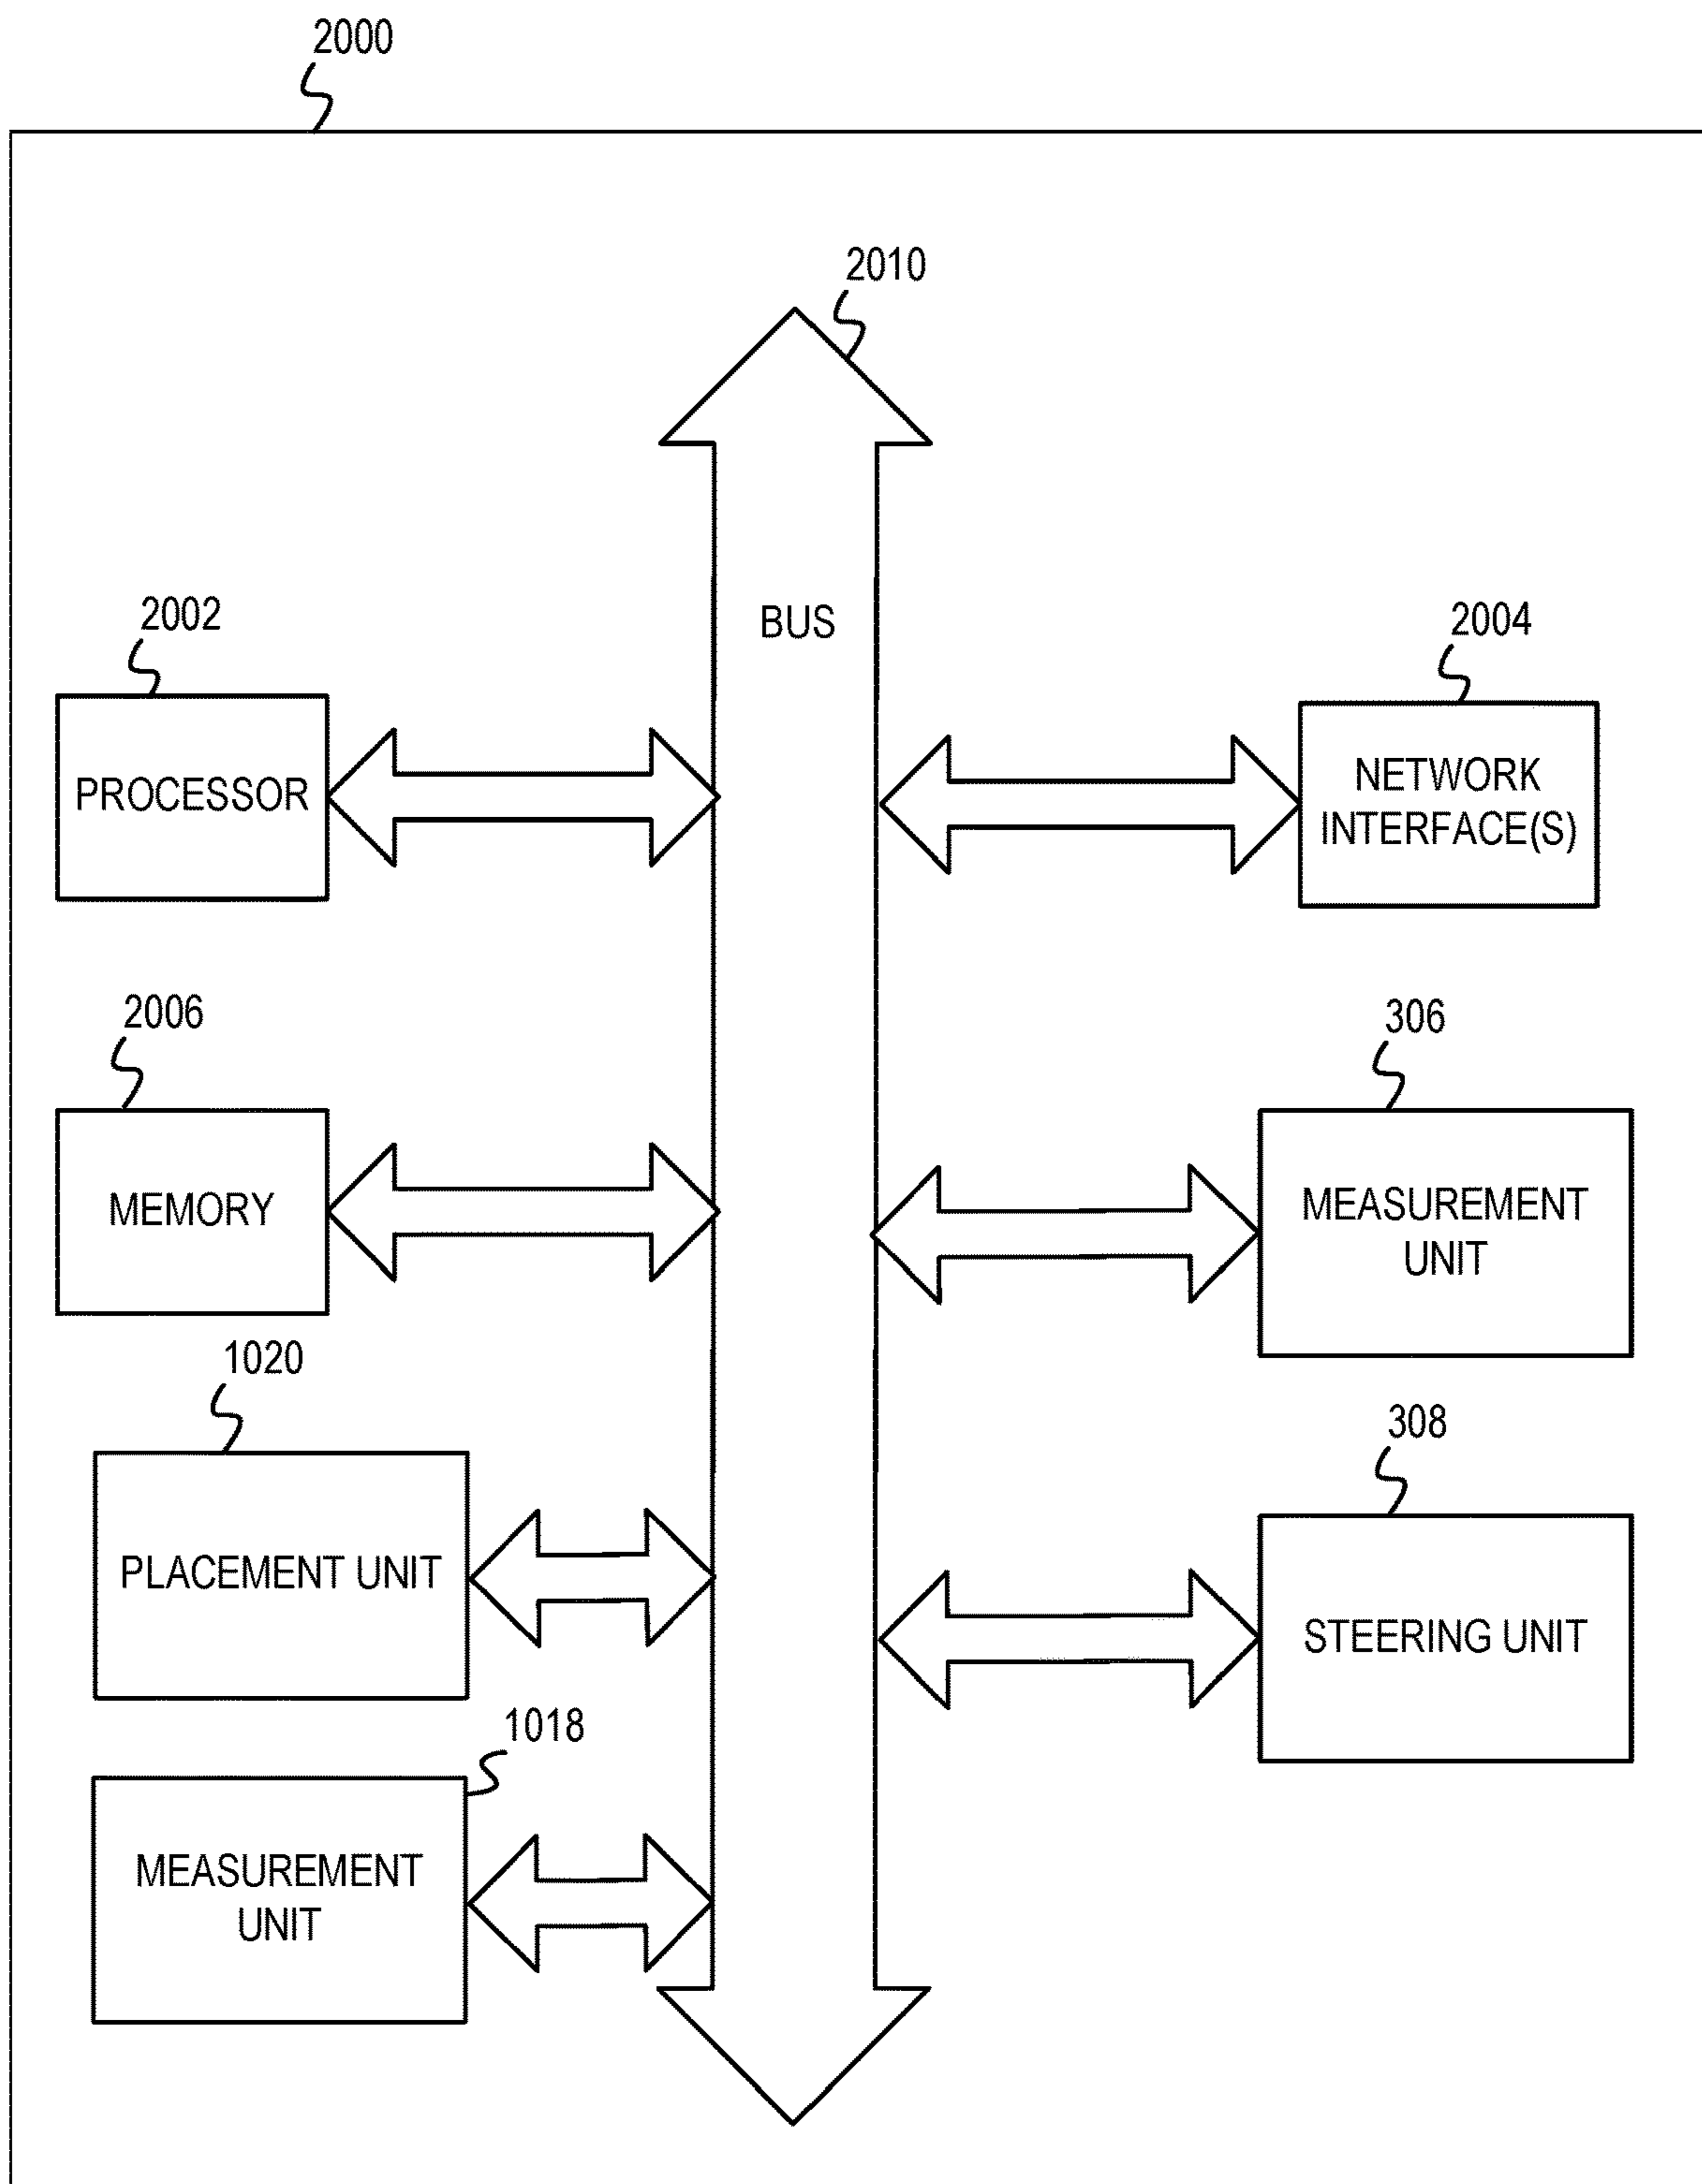 2000
2010
BUS
2002
PROCESSOR
2004
NETWORK
INTERFACE(S)
2006
MEMORY
306
MEASUREMENT
UNIT
1020
PLACEMENT UNIT
308
STEERING UNIT
1018
MEASUREMENT
UNIT